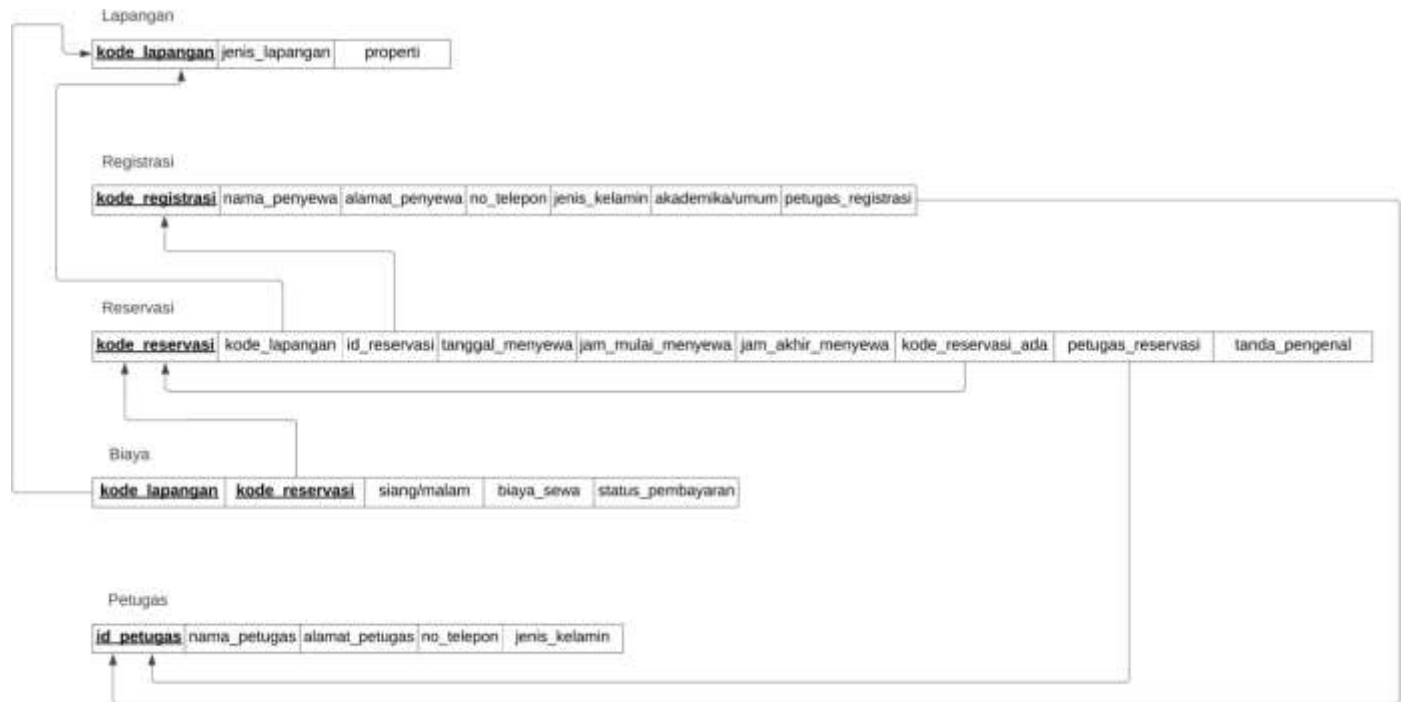 Lapangan
kode_lapangan jenis_lapangan properti
Registrasi
kode_registrasi nama_penyewa alamat_penyewa no_telepon jenis_kelamin akademika/umum petugas_registrasi
Reservasi
kode_reservasi kode_lapangan id_reservasi tanggal_menyewa jam_mulai_menyewa jam_akhir_menyewa kode_reservasi_ada petugas_reservasi tanda_pengenal
Biaya
kode_lapangan kode_reservasi siang/malam biaya_sewa status_pembayaran
Petugas
id_petugas nama_petugas alamat_petugas no_telepon jenis_kelamin